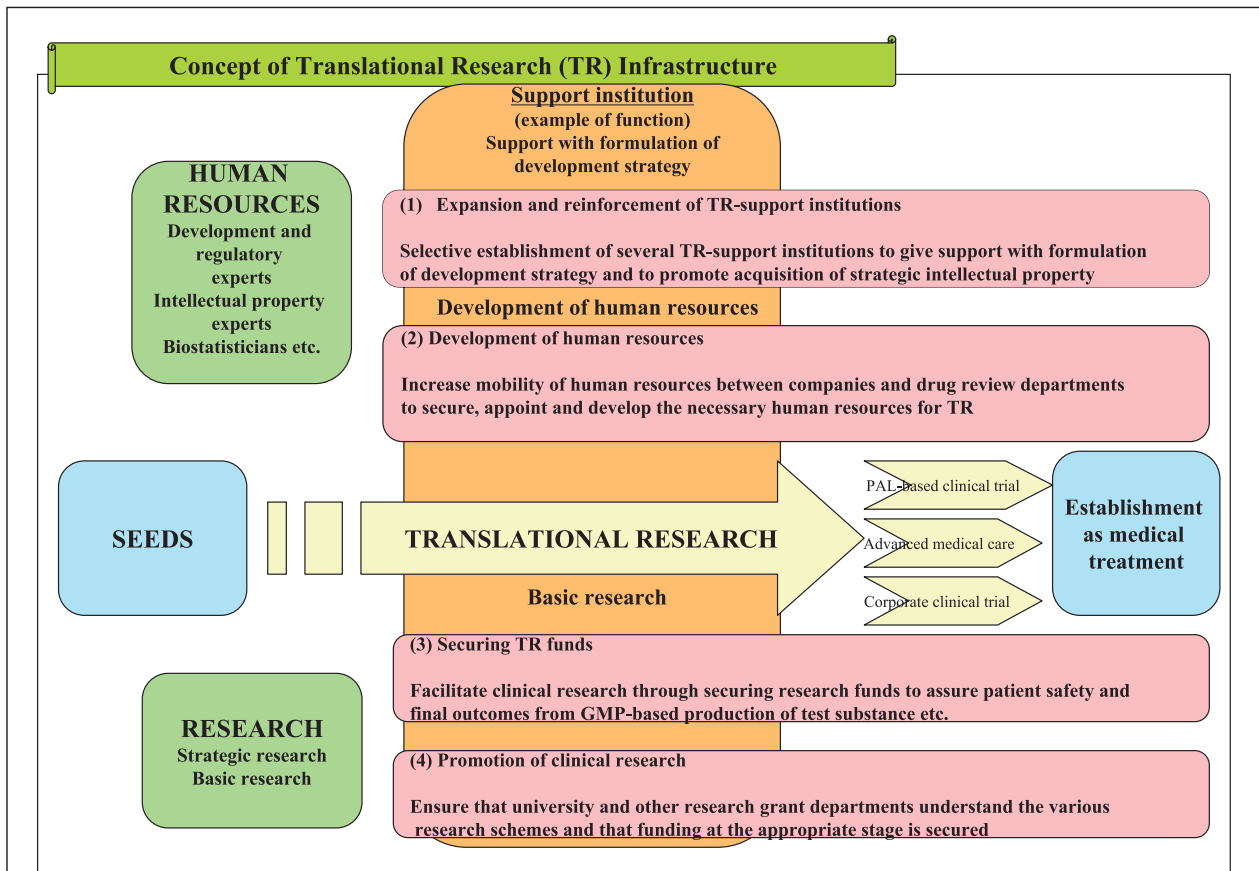 Concept of Translational Research (TR) Infrastructure
Support institution
(example of function)
Support with formulation of
development strategy
HUMAN
RESOURCES
Development and
regulatory
experts
Intellectual property
experts
Biostatisticians etc.
(1) Expansion and reinforcement of TR-support institutions
Selective establishment of several TR-support institutions to give support with formulation
of development strategy and to promote acquisition of strategic intellectual property
Development of human resources
(2) Development of human resources
Increase mobility of human resources between companies and drug review departments
to secure, appoint and develop the necessary human resources for TR
SEEDS
TRANSLATIONAL RESEARCH
PAL-based clinical trial
Advanced medical care
Corporate clinical trial
Establishment
as medical
treatment
Basic research
(3) Securing TR funds
Facilitate clinical research through securing research funds to assure patient safety and
final outcomes from GMP-based production of test substance etc.
RESEARCH
Strategic research
Basic research
(4) Promotion of clinical research
Ensure that university and other research grant departments understand the various
research schemes and that funding at the appropriate stage is secured